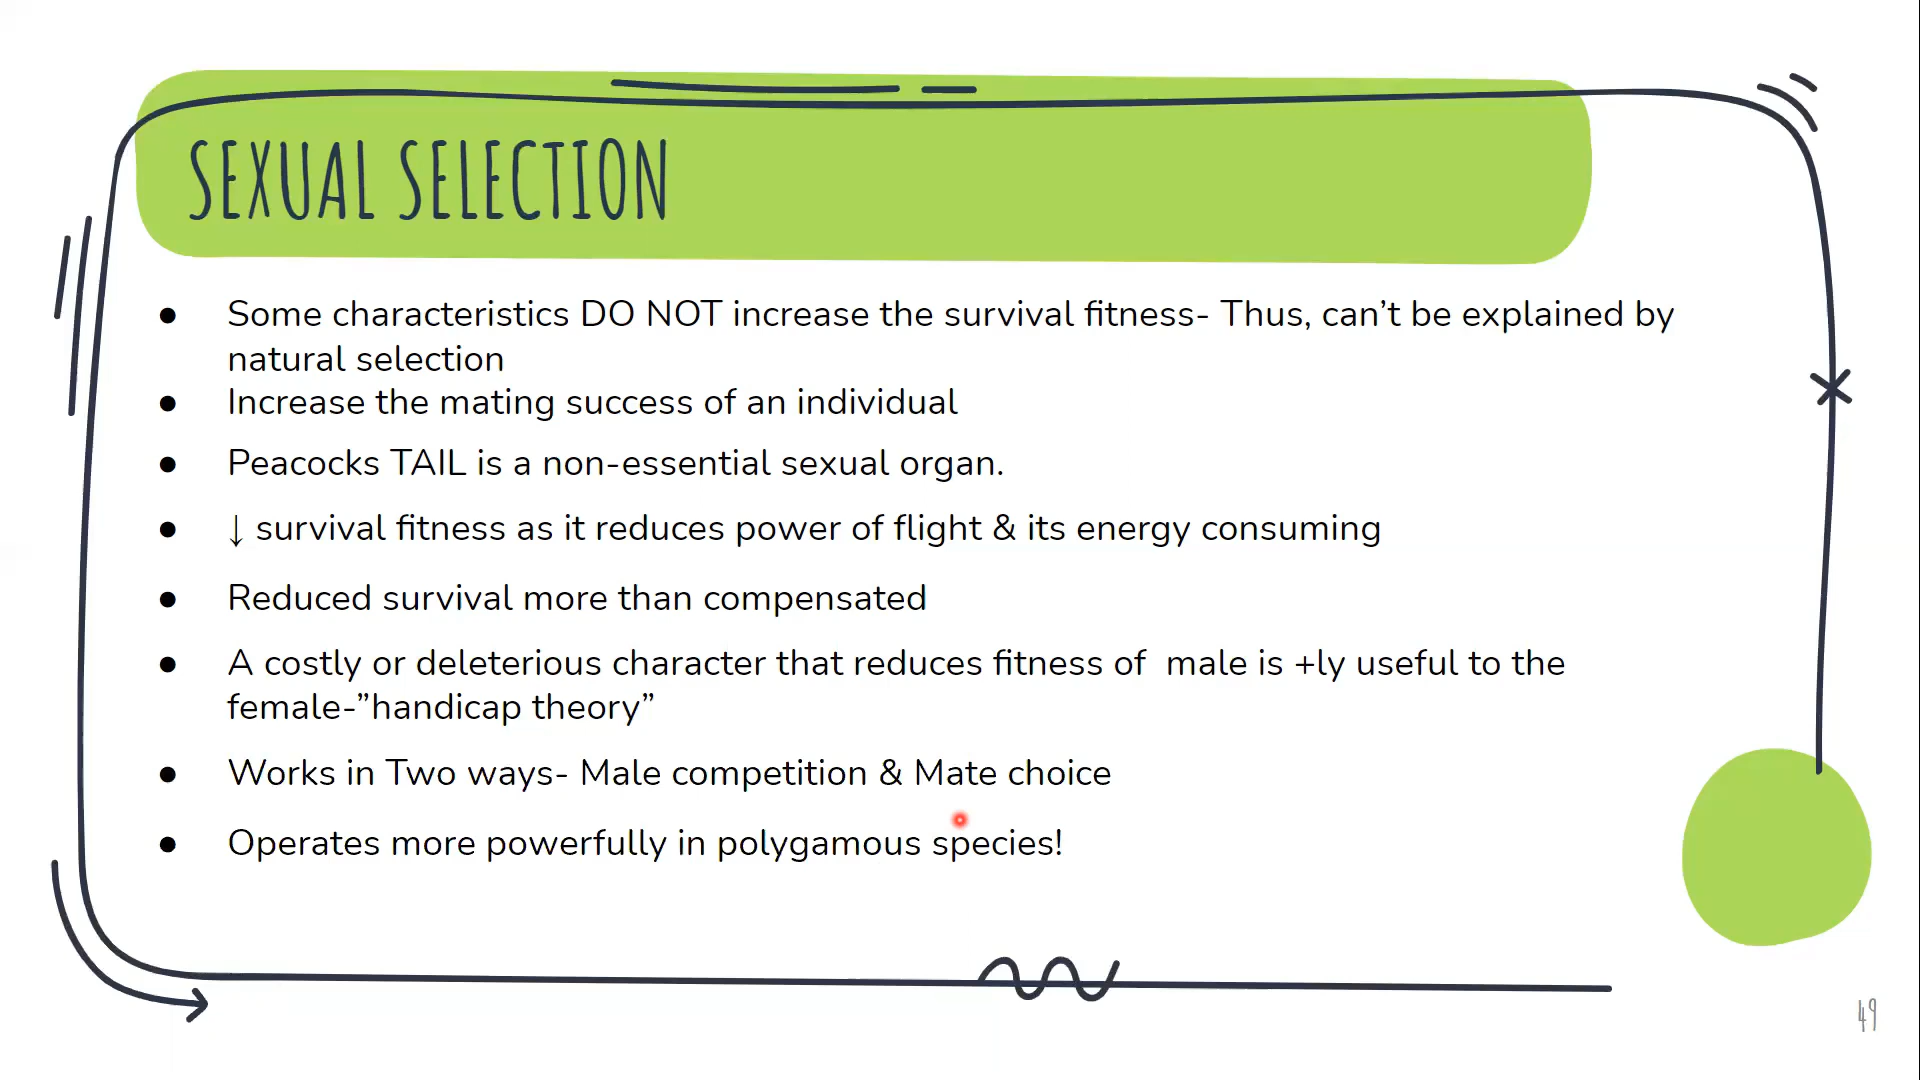 SEXUAL SELECTION
● Some characteristics DO NOT increase the survival fitness- Thus, can’t be explained by
natural selection
● Increase the mating success of an individual
● Peacocks TAIL is a non-essential sexual organ.
● ↓ survival fitness as it reduces power of flight & its energy consuming
● Reduced survival more than compensated
● A costly or deleterious character that reduces fitness of  male is +ly useful to the
female-”handicap theory”
● Works in Two ways- Male competition & Mate choice
● Operates more powerfully in polygamous species!
49